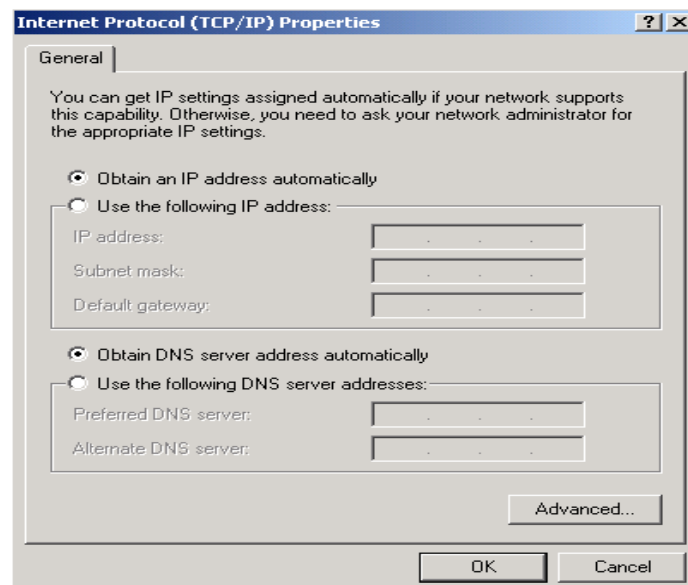 Internet Protocol (TCP/IP) Properties
General
You can get IP settings assigned automatically if your network supports
this capability. Otherwise, you need to ask your network administrator for
the appropriate IP settings.
Obtain an IP address automatically
Use the following IP address:
IP address:
Subnet mask:
Default gateway:
Obtain DNS server address automatically
Use the following DNS server addresses:
Preferred DNS server:
Alternate DNS server:
Advanced...
OK Cancel